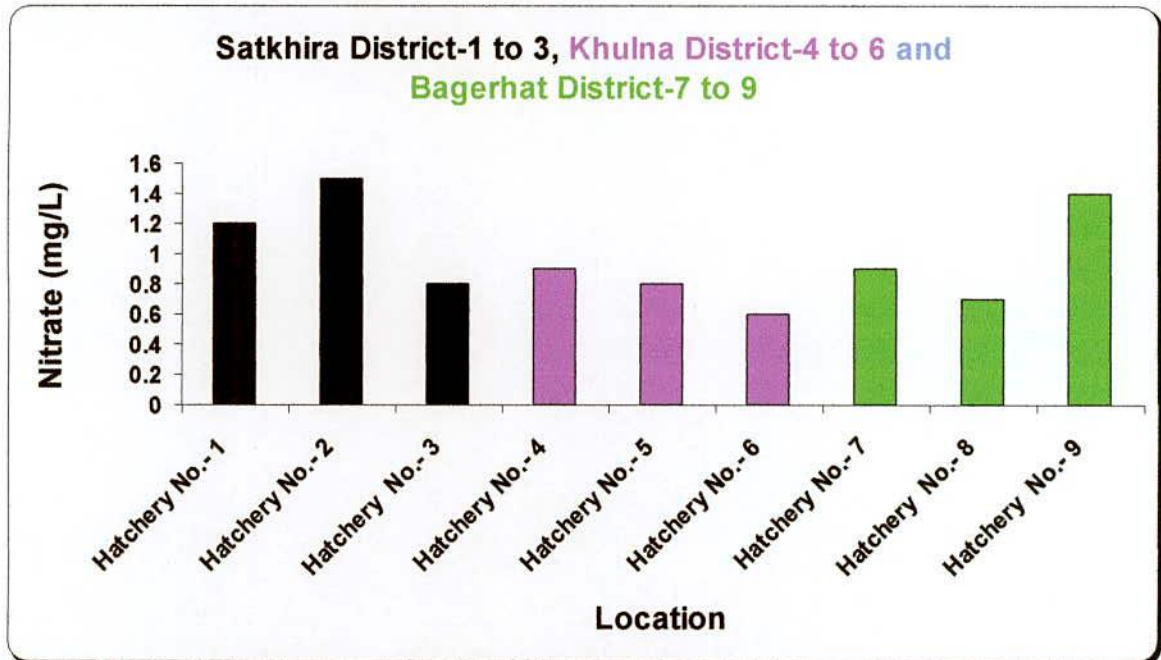 Satkhira District-1 to 3, Khulna District-4 to 6 and
Bagerhat District-7 to 9
Nitrate (mg/L)
1.6
1.4
1.2
1
0.8
0.6
0.4
0.2
0
Hatchery No.- 1
Hatchery No.- 2
Hatchery No.- 3
Hatchery No.- 4
Hatchery No.- 5
Hatchery No.- 6
Hatchery No.- 7
Hatchery No.- 8
Hatchery No.- 9
Location